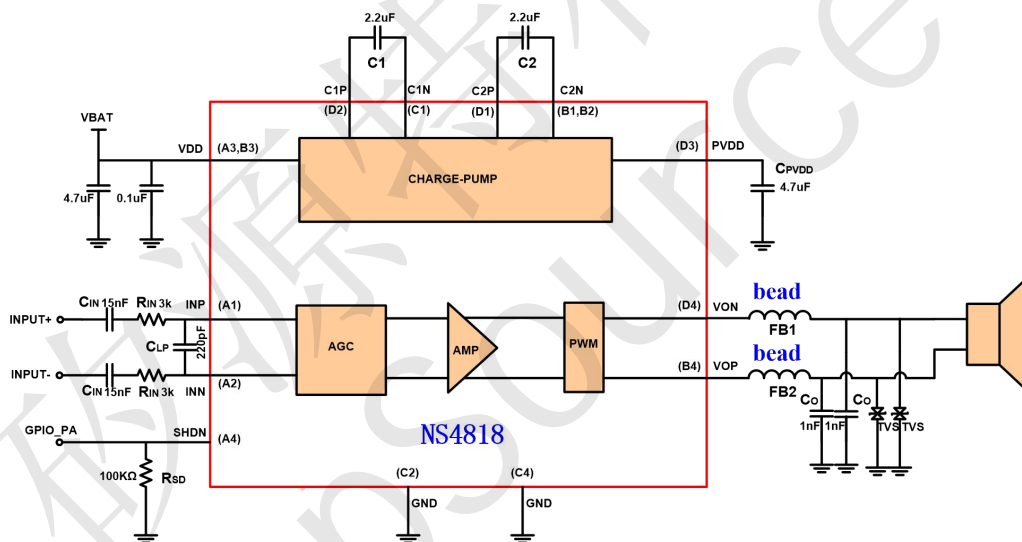 2.2uF
2.2uF
C1
C2
C1P
C1N
C2P
C2N
(D2)
(C1)
(D1)
(B1,B2)
VBAT
VDD
(A3,B3)
(D3)
PVDD
CHARGE-PUMP
CPVDD
4.7uF
4.7uF
0.1uF
CIN 15nF
RIN 3k
INP
(A1)
(D4)
VON
bead
FB1
INPUT+
CLP
220pF
AGC
AMP
PWM
bead
INPUT-
CIN 15nF
RIN 3k
INN
(A2)
(B4)
VOP
FB2
CO
CO
1nF
1nF
TVS
TVS
GPIO_PA
SHDN
(A4)
NS4818
100KΩ
RSD
(C2)
(C4)
GND
GND